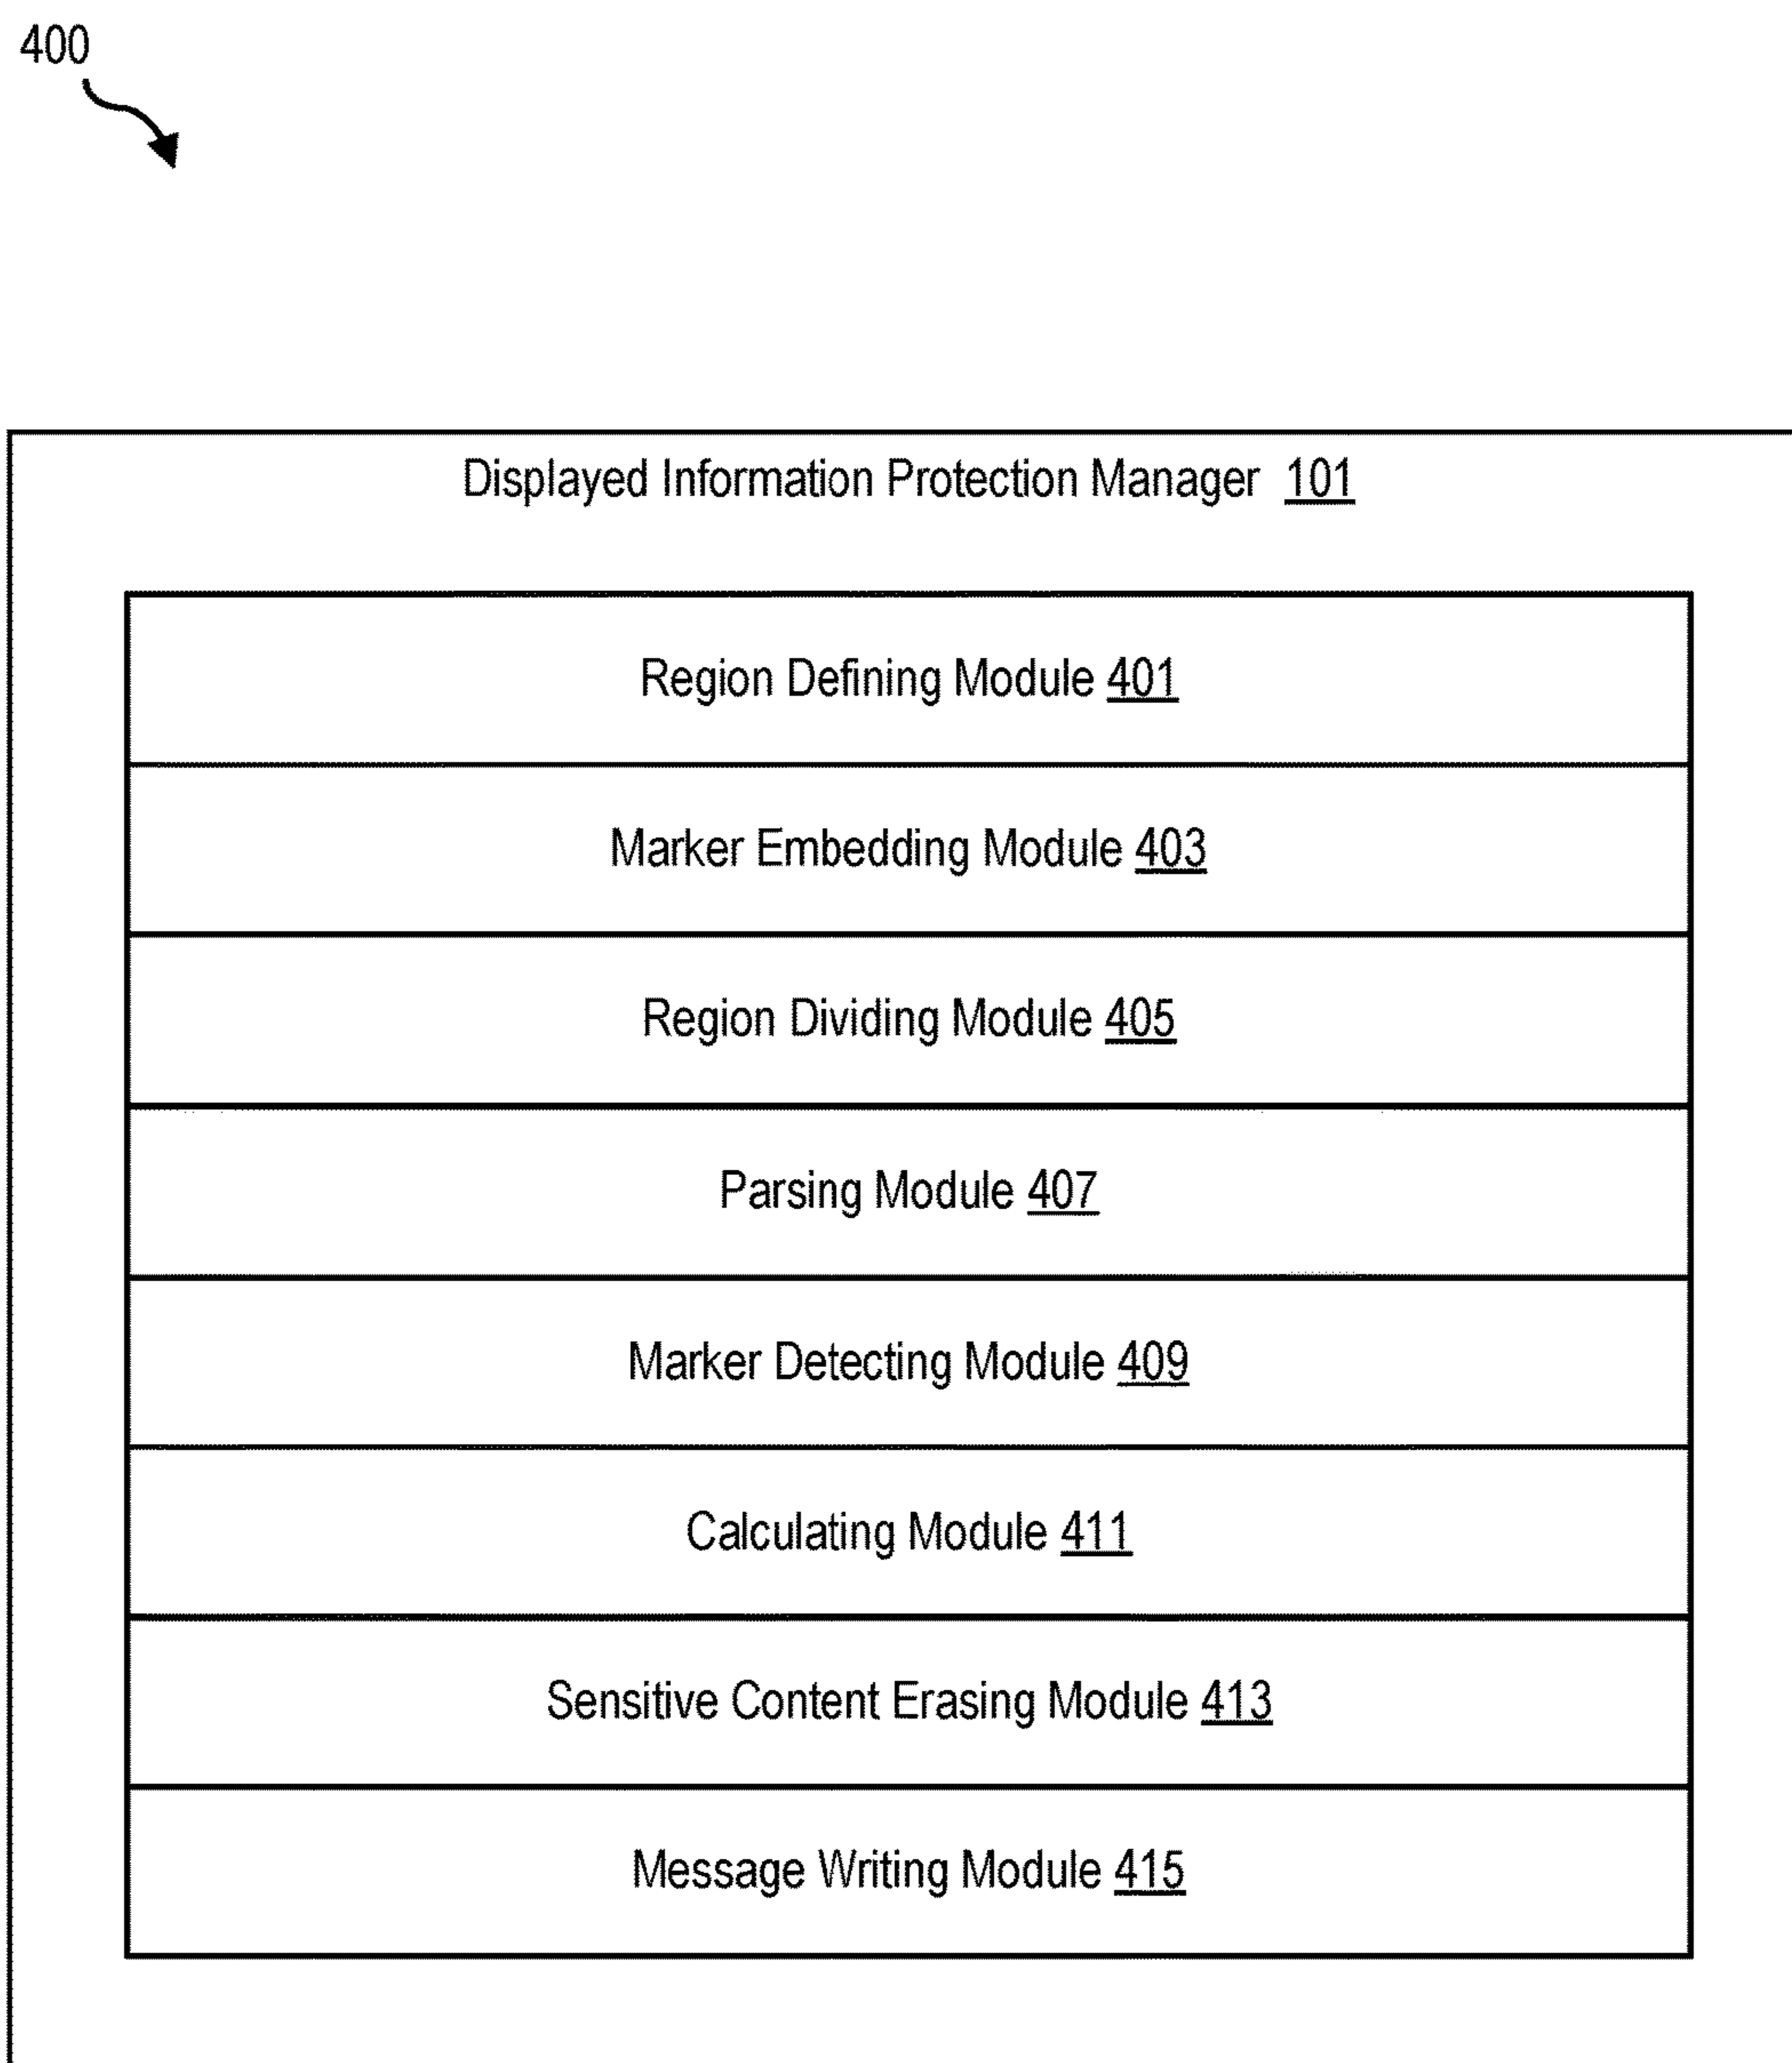 400
Displayed Information Protection Manager 101
Region Defining Module 401
Marker Embedding Module 403
Region Dividing Module 405
Parsing Module 407
Marker Detecting Module 409
Calculating Module 411
Sensitive Content Erasing Module 413
Message Writing Module 415